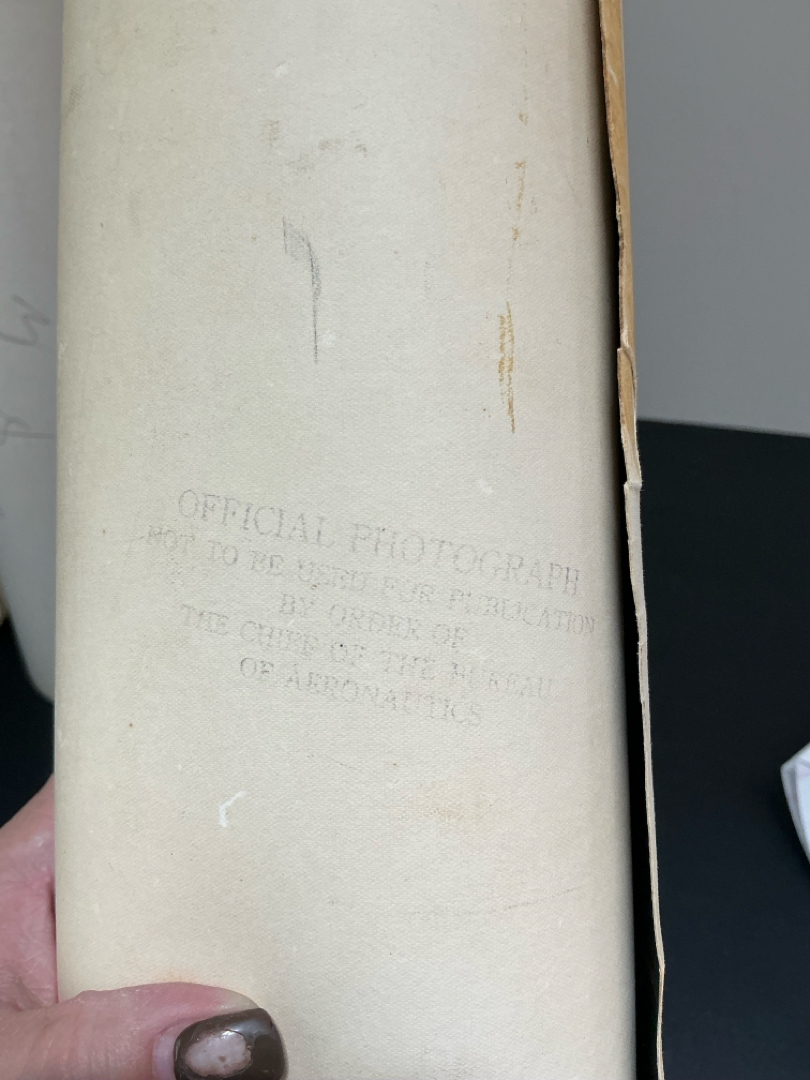 OFFICIAL PHOTOGRAPH
NOT TO BE USED FOR PUBLICATION
BY ORDER OF
THE CHIEF OF THE BUREAU
OF AERONAUTICS